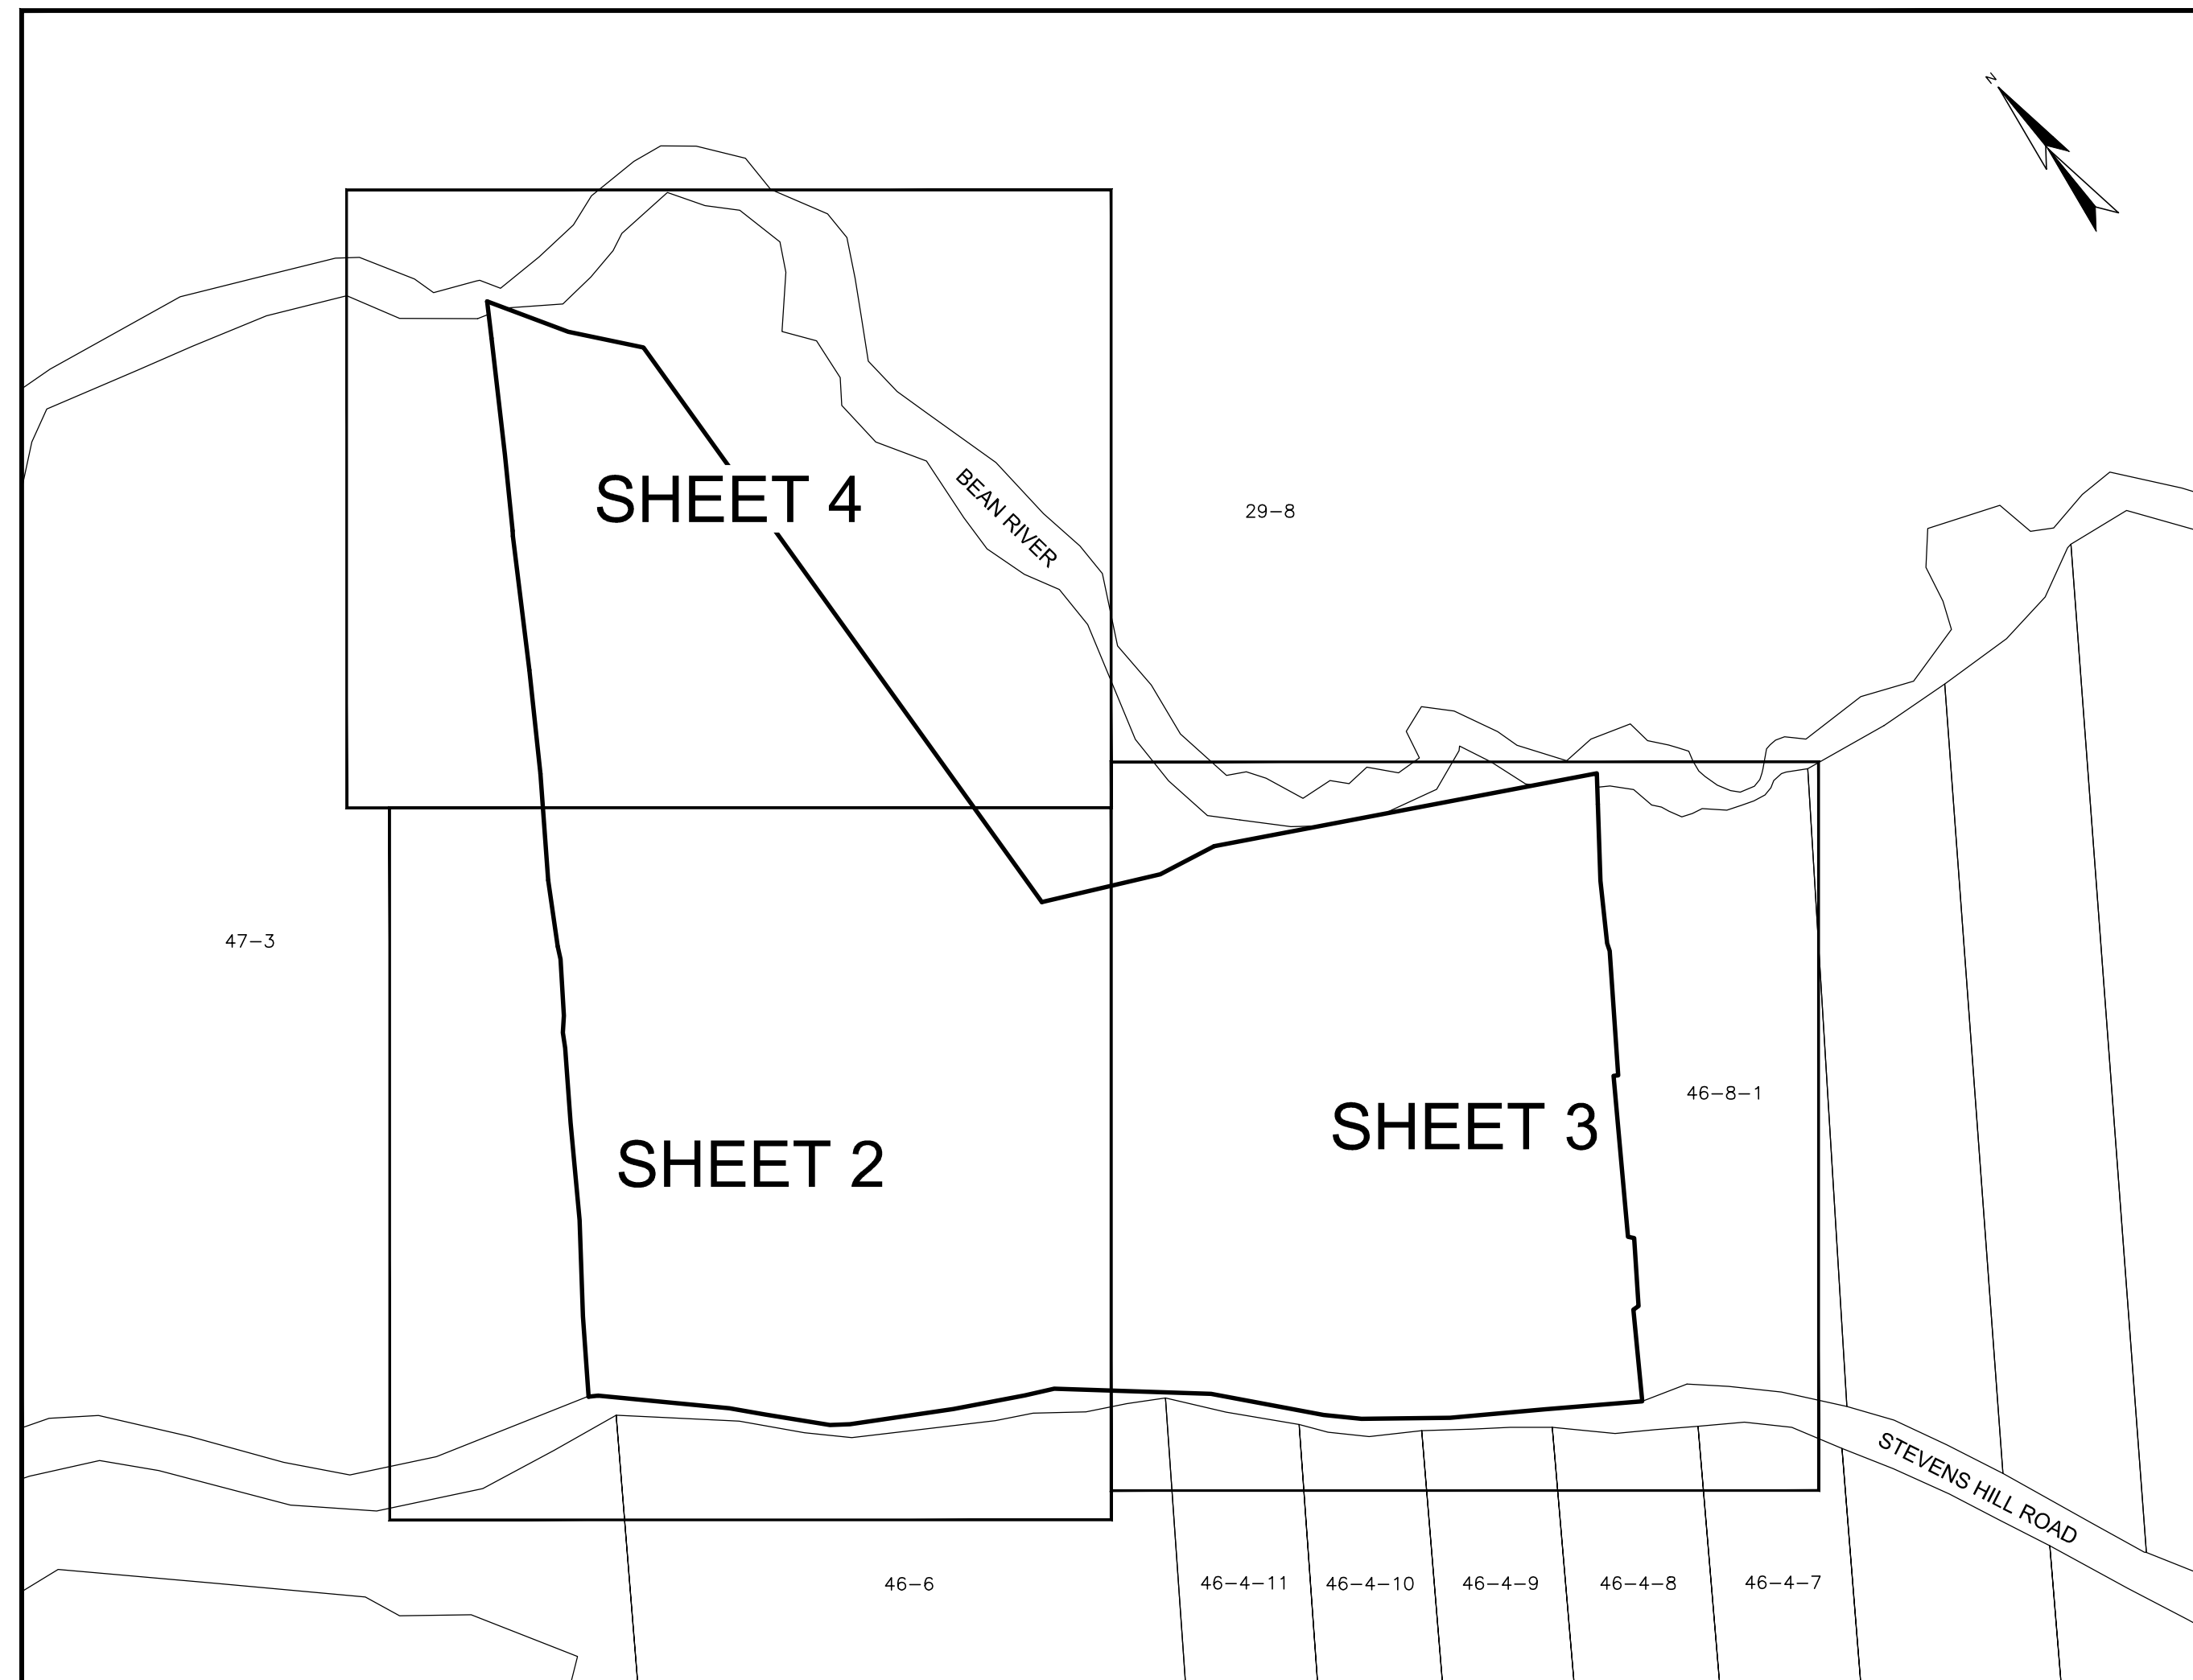 N
SHEET 4
BEAN RIVER
29-8
47-3
46-8-1
SHEET 3
SHEET 2
STEVENS HILL ROAD
46-6
46-4-11
46-4-10
46-4-9
46-4-8
46-4-7